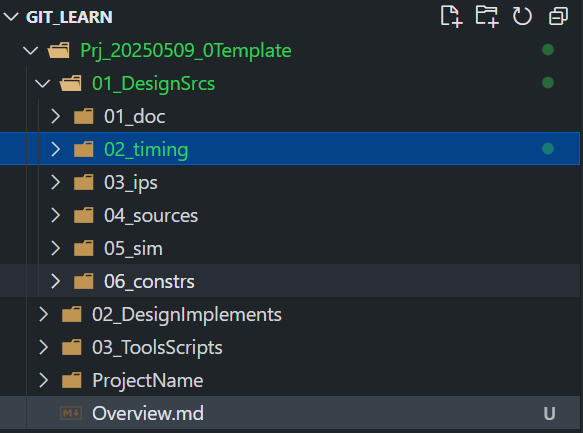 GIT_LEARN
Prj_20250509_0Template
01_DesignSrcs
01_doc
02_timing
03_ips
04_sources
05_sim
06_constrs
02_DesignImplements
03_ToolsScripts
ProjectName
Overview.md U